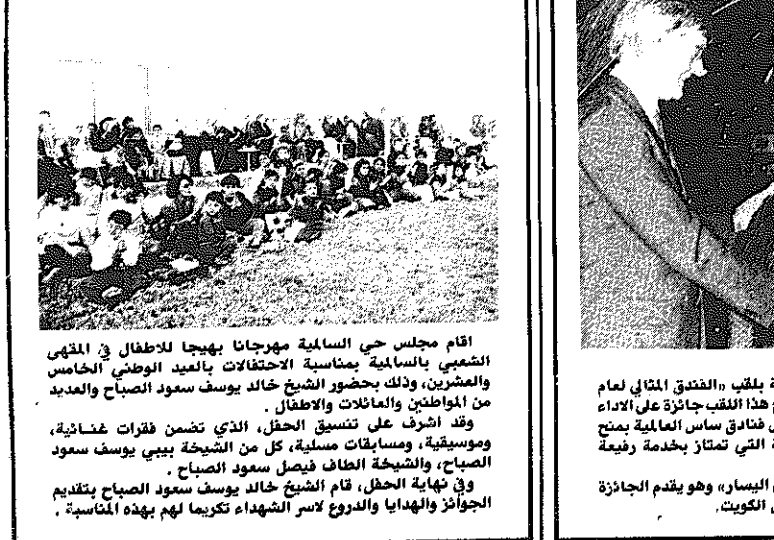 اقام مجلس حي السالمية مهرجانا بهيجا للاطفال في المقهى
الشعبي بالسالمية بمناسبة الاحتفالات بالعيد الوطني الخامس
والعشرين، وذلك بحضور الشيخ خالد يوسف سعود الصباح والعديد
من المواطنين والعائلات والاطفال .
وقد اشرف على تنسيق الحفل، الذي تضمن فقرات غنـائية،
وموسيقية، ومسابقات مسلية، كل من الشيخة بيبي يوسف سعود
الصباح، والشيخة الطاف فيصل سعود الصباح .
وفي نهاية الحفل، قام الشيخ خالد يوسف سعود الصباح بتقديم
الجوائز والهدايا والدروع لاسر الشهداء تكريما لهم بهذه المناسبة .
ة بلقب «الفندق المثالي لعام
هذا اللقب جائزة على الاداء
فنادق ساس العالمية بمنح
ة التي تمتاز بخدمة رفيعة
اليسار» وهو يقدم الجائزة
الكويت.